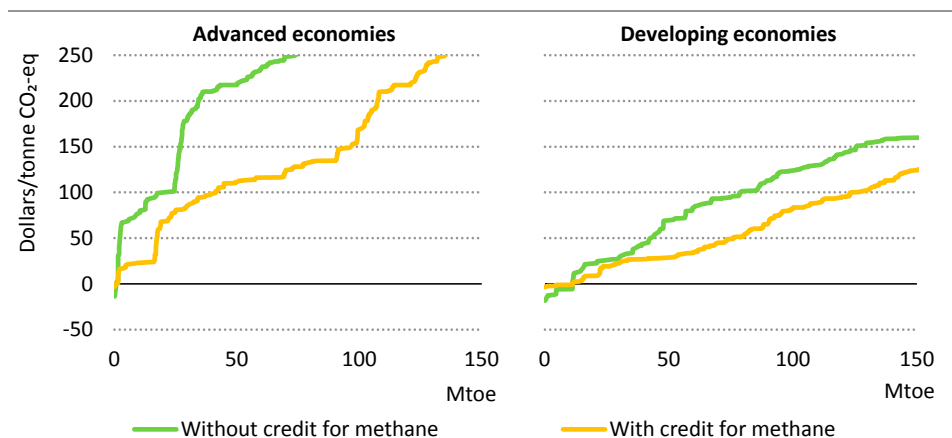 Advanced economies
Developing economies
Dollars/tonne CO₂-eq
250
200
150
100
50
0
-50
0 50 100 150
0 50 100 150
Mtoe
Mtoe
Without credit for methane
With credit for methane